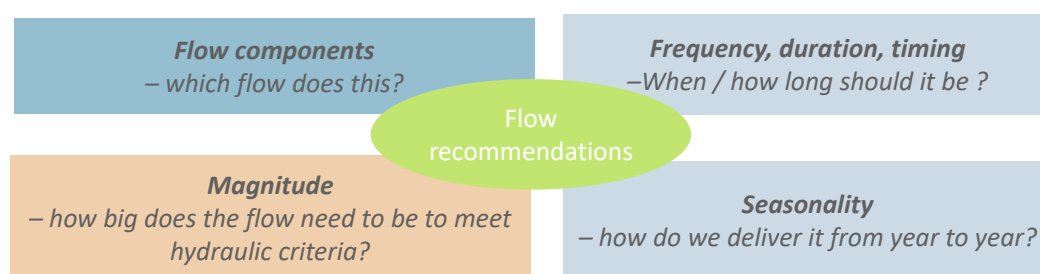 Flow components
– which flow does this?
Frequency, duration, timing
–When / how long should it be ?
Flow
recommendations
Magnitude
– how big does the flow need to be to meet
hydraulic criteria?
Seasonality
– how do we deliver it from year to year?